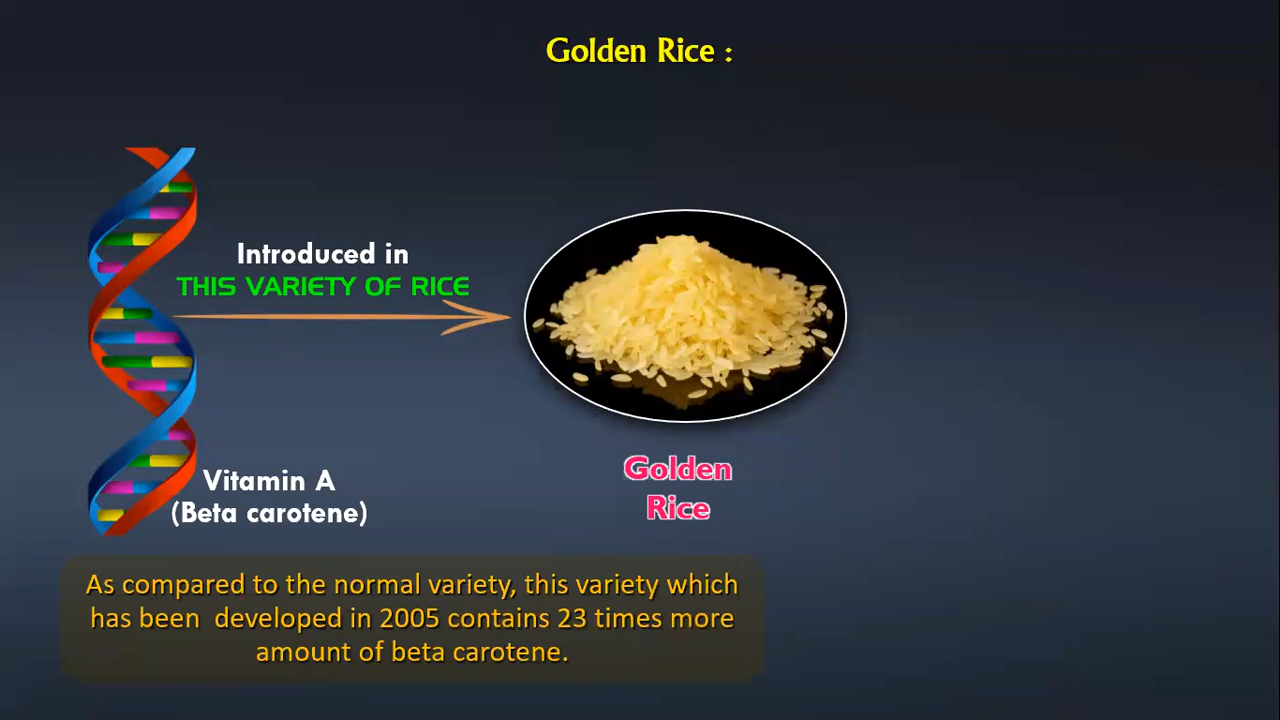 Golden Rice :
Introduced in
THIS VARIETY OF RICE
Vitamin A
(Beta carotene)
Golden
Rice
As compared to the normal variety, this variety which
has been developed in 2005 contains 23 times more
amount of beta carotene.